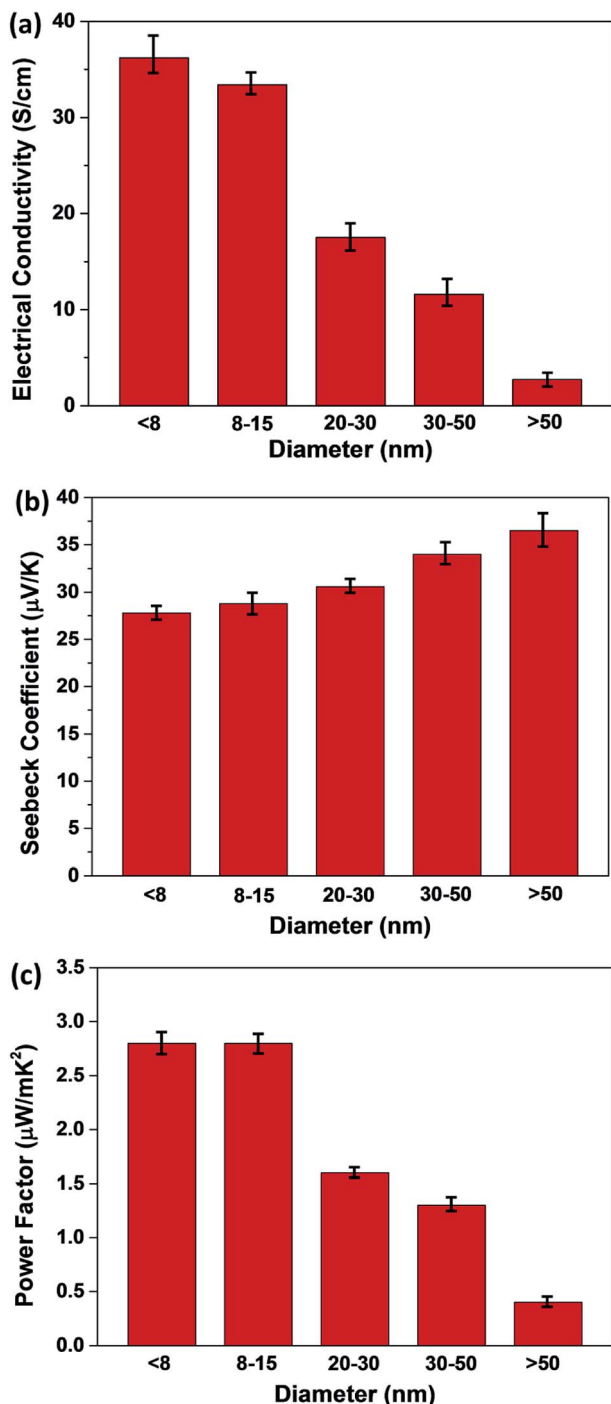 (a)
Electrical Conductivity (S/cm)
40
30
20
10
0
<8 8-15 20-30 30-50 >50
Diameter (nm)
(b)
Seebeck Coefficient (μV/K)
40
35
30
25
20
15
10
5
0
<8 8-15 20-30 30-50 >50
Diameter (nm)
(c)
Power Factor (μW/mK²)
3.5
3.0
2.5
2.0
1.5
1.0
0.5
0.0
<8 8-15 20-30 30-50 >50
Diameter (nm)